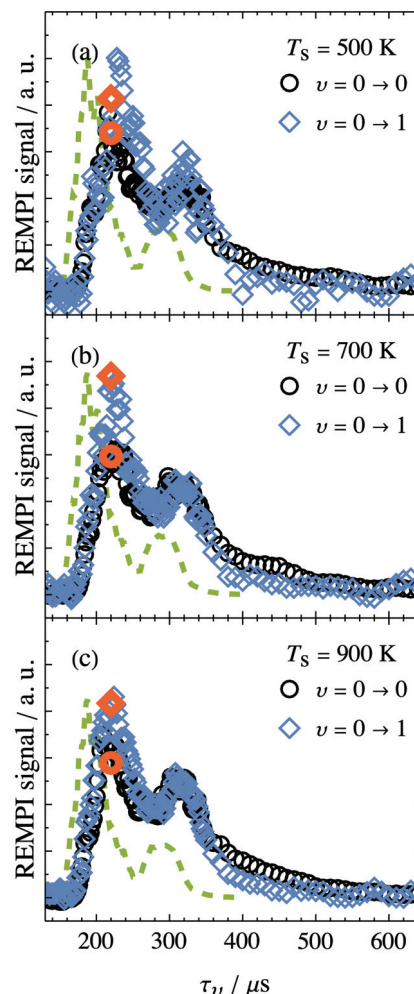 (a)
T_s = 500 K
υ = 0 → 0
υ = 0 → 1
REMPI signal / a. u.
(b)
T_s = 700 K
υ = 0 → 0
υ = 0 → 1
REMPI signal / a. u.
(c)
T_s = 900 K
υ = 0 → 0
υ = 0 → 1
REMPI signal / a. u.
200 300 400 500 600
τ_υ / μs